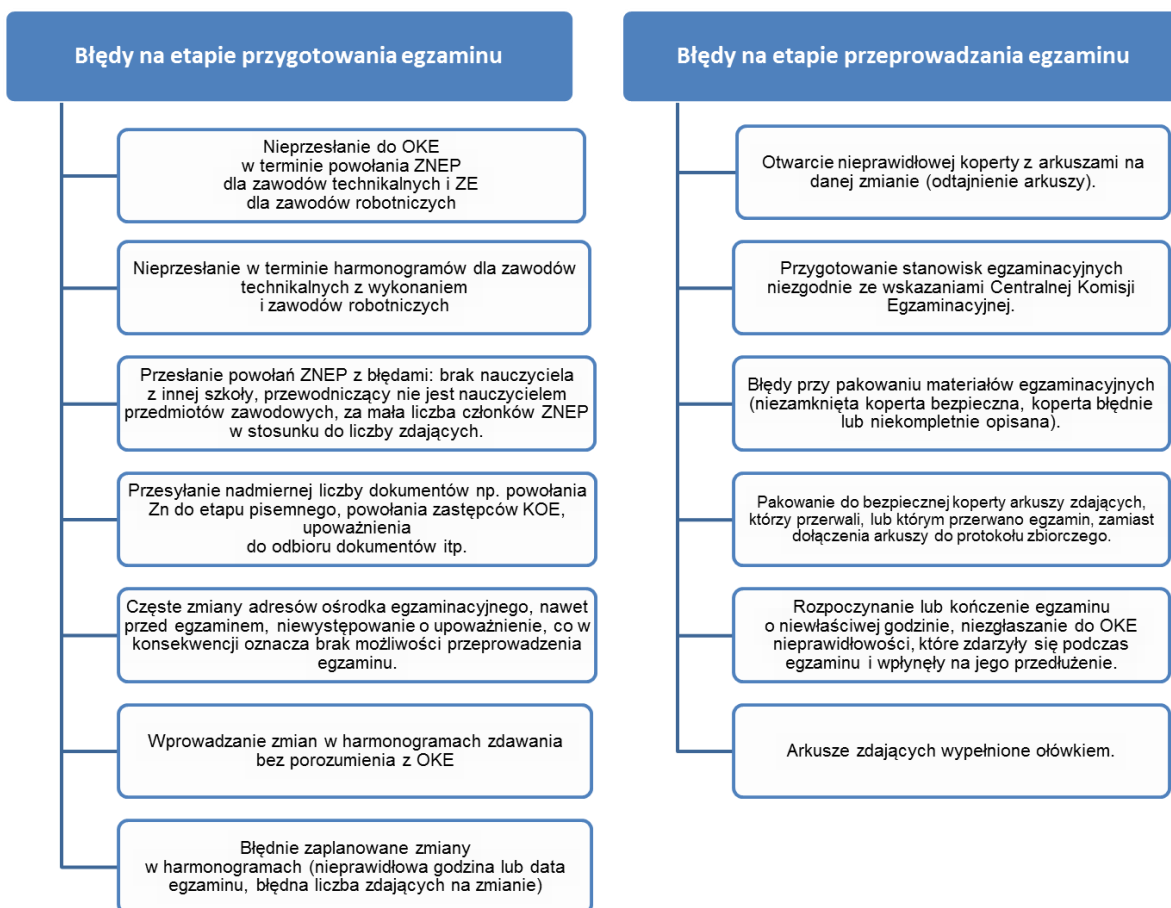 Błędy na etapie przygotowania egzaminu
Nieprzesłanie do OKE
w terminie powołania ZNEP
dla zawodów technikalnych i ZE
dla zawodów robotniczych
Nieprzesłanie w terminie harmonogramów dla zawodów
technikalnych z wykonaniem
i zawodów robotniczych
Przesłanie powołań ZNEP z błędami: brak nauczyciela
z innej szkoły, przewodniczący nie jest nauczycielem
przedmiotów zawodowych, za mała liczba członków ZNEP
w stosunku do liczby zdających.
Przesyłanie nadmiernej liczby dokumentów np. powołania
Zn do etapu pisemnego, powołania zastępców KOE,
upoważnienia
do odbioru dokumentów itp.
Częste zmiany adresów ośrodka egzaminacyjnego, nawet
przed egzaminem, niewystępowanie o upoważnienie, co w
konsekwencji oznacza brak możliwości przeprowadzenia
egzaminu.
Wprowadzanie zmian w harmonogramach zdawania
bez porozumienia z OKE
Błędnie zaplanowane zmiany
w harmonogramach (nieprawidłowa godzina lub data
egzaminu, błędna liczba zdających na zmianie)
Błędy na etapie przeprowadzania egzaminu
Otwarcie nieprawidłowej koperty z arkuszami na
danej zmianie (odtajnienie arkuszy).
Przygotowanie stanowisk egzaminacyjnych
niezgodnie ze wskazaniami Centralnej Komisji
Egzaminacyjnej.
Błędy przy pakowaniu materiałów egzaminacyjnych
(niezamknięta koperta bezpieczna, koperta błędnie
lub niekompletnie opisana).
Pakowanie do bezpiecznej koperty arkuszy zdających,
którzy przerwali, lub którym przerwano egzamin, zamiast
dołączenia arkuszy do protokołu zbiorczego.
Rozpoczynanie lub kończenie egzaminu
o niewłaściwej godzinie, niezgłaszanie do OKE
nieprawidłowości, które zdarzyły się podczas
egzaminu i wpłynęły na jego przedłużenie.
Arkusze zdających wypełnione ołówkiem.